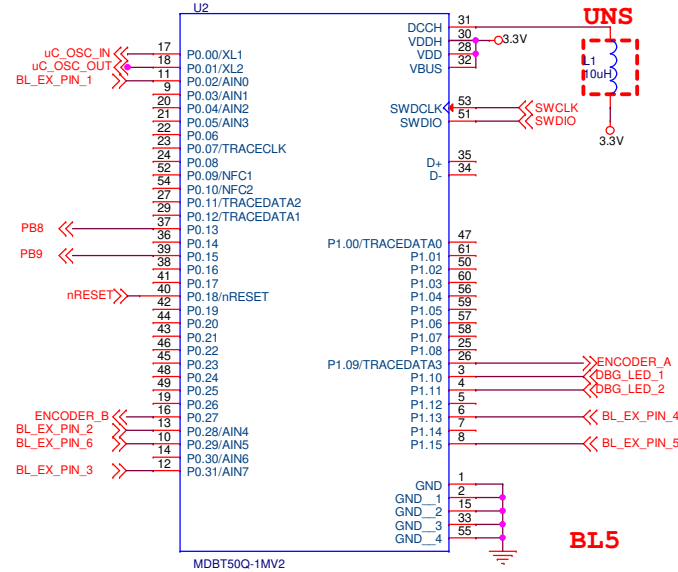 U2
UNS
31
DCCH
30
VDDH
3.3V
28
VDD
32
VBUS
L1
10uH
3.3V
uC_OSC_IN 17 P0.00/XL1
uC_OSC_OUT 18 P0.01/XL2
BL_EX_PIN_1 11 P0.02/AIN0
9 P0.03/AIN1
20 P0.04/AIN2
21 P0.05/AIN3
22 P0.06
23 P0.07/TRACECLK
24 P0.08
52 P0.09/NFC1
54 P0.10/NFC2
27 P0.11/TRACEDATA2
29 P0.12/TRACEDATA1
PB8 37 P0.13
36 P0.14
PB9 39 P0.15
38 P0.16
41 P0.17
nRESET 40 P0.18/nRESET
42 P0.19
44 P0.20
43 P0.21
46 P0.22
45 P0.23
48 P0.24
49 P0.25
19 P0.26
ENCODER_B 16 P0.27
BL_EX_PIN_2 13 P0.28/AIN4
BL_EX_PIN_6 10 P0.29/AIN5
14 P0.30/AIN6
BL_EX_PIN_3 12 P0.31/AIN7
SWDCLK 53 SWCLK
SWDIO 51 SWDIO
D+ 35
D- 34
P1.00/TRACEDATA0 47
P1.01 61
P1.02 50
P1.03 60
P1.04 56
P1.05 59
P1.06 57
P1.07 58
P1.08 25
P1.09/TRACEDATA3 26 ENCODER_A
P1.10 3 DBG_LED_1
P1.11 4 DBG_LED_2
P1.12 5
P1.13 6 BL_EX_PIN_4
P1.14 7
P1.15 8 BL_EX_PIN_5
GND 1
GND__1 2
GND__2 15
GND__3 33
GND__4 55
BL5
MDBT50Q-1MV2